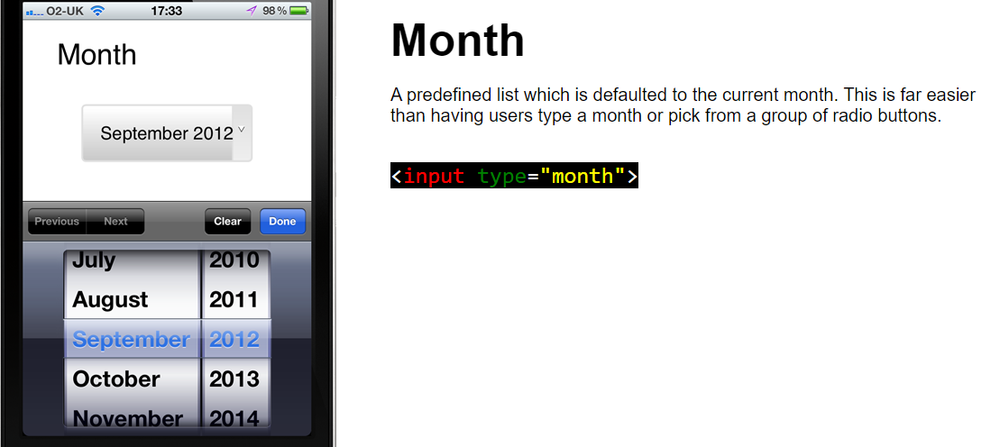 O2-UK 17:33 98%
Month
September 2012
Previous Next Clear Done
July 2010
August 2011
September 2012
October 2013
November 2014
Month
A predefined list which is defaulted to the current month. This is far easier
than having users type a month or pick from a group of radio buttons.
<input type="month">